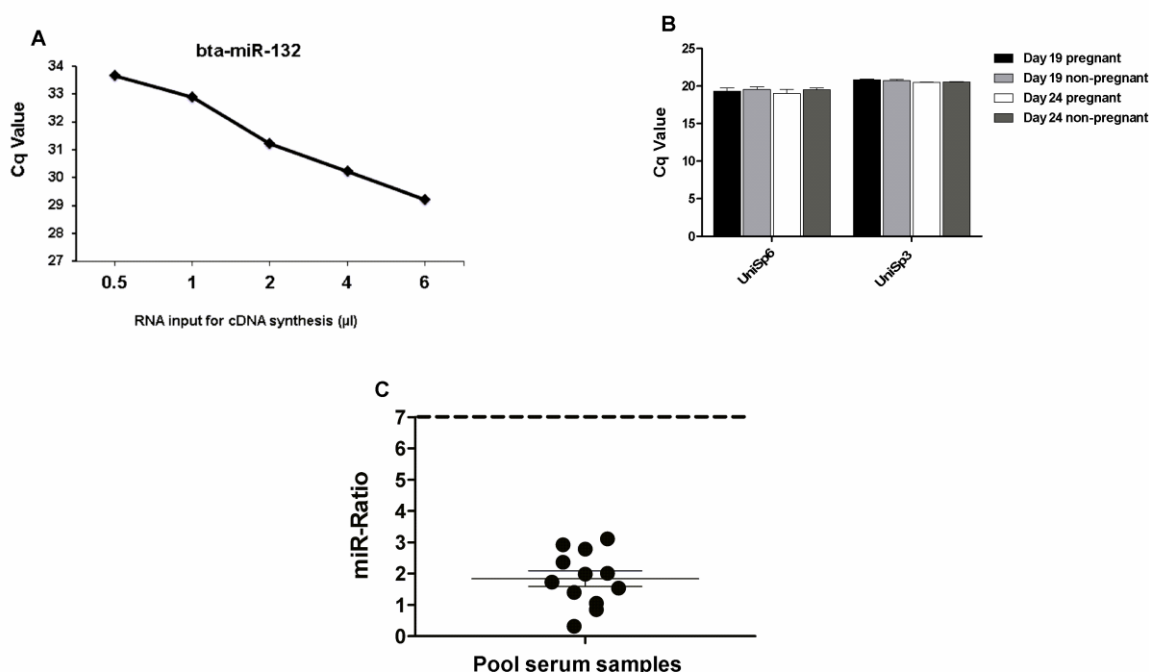 A
bta-miR-132
34
33
32
31
30
29
28
27
Cq Value
0.5 1 2 4 6
RNA input for cDNA synthesis (µl)
B
25
20
15
10
5
0
Cq Value
UniSp6 UniSp3
Day 19 pregnant
Day 19 non-pregnant
Day 24 pregnant
Day 24 non-pregnant
C
7
6
5
4
3
2
1
0
miR-Ratio
Pool serum samples